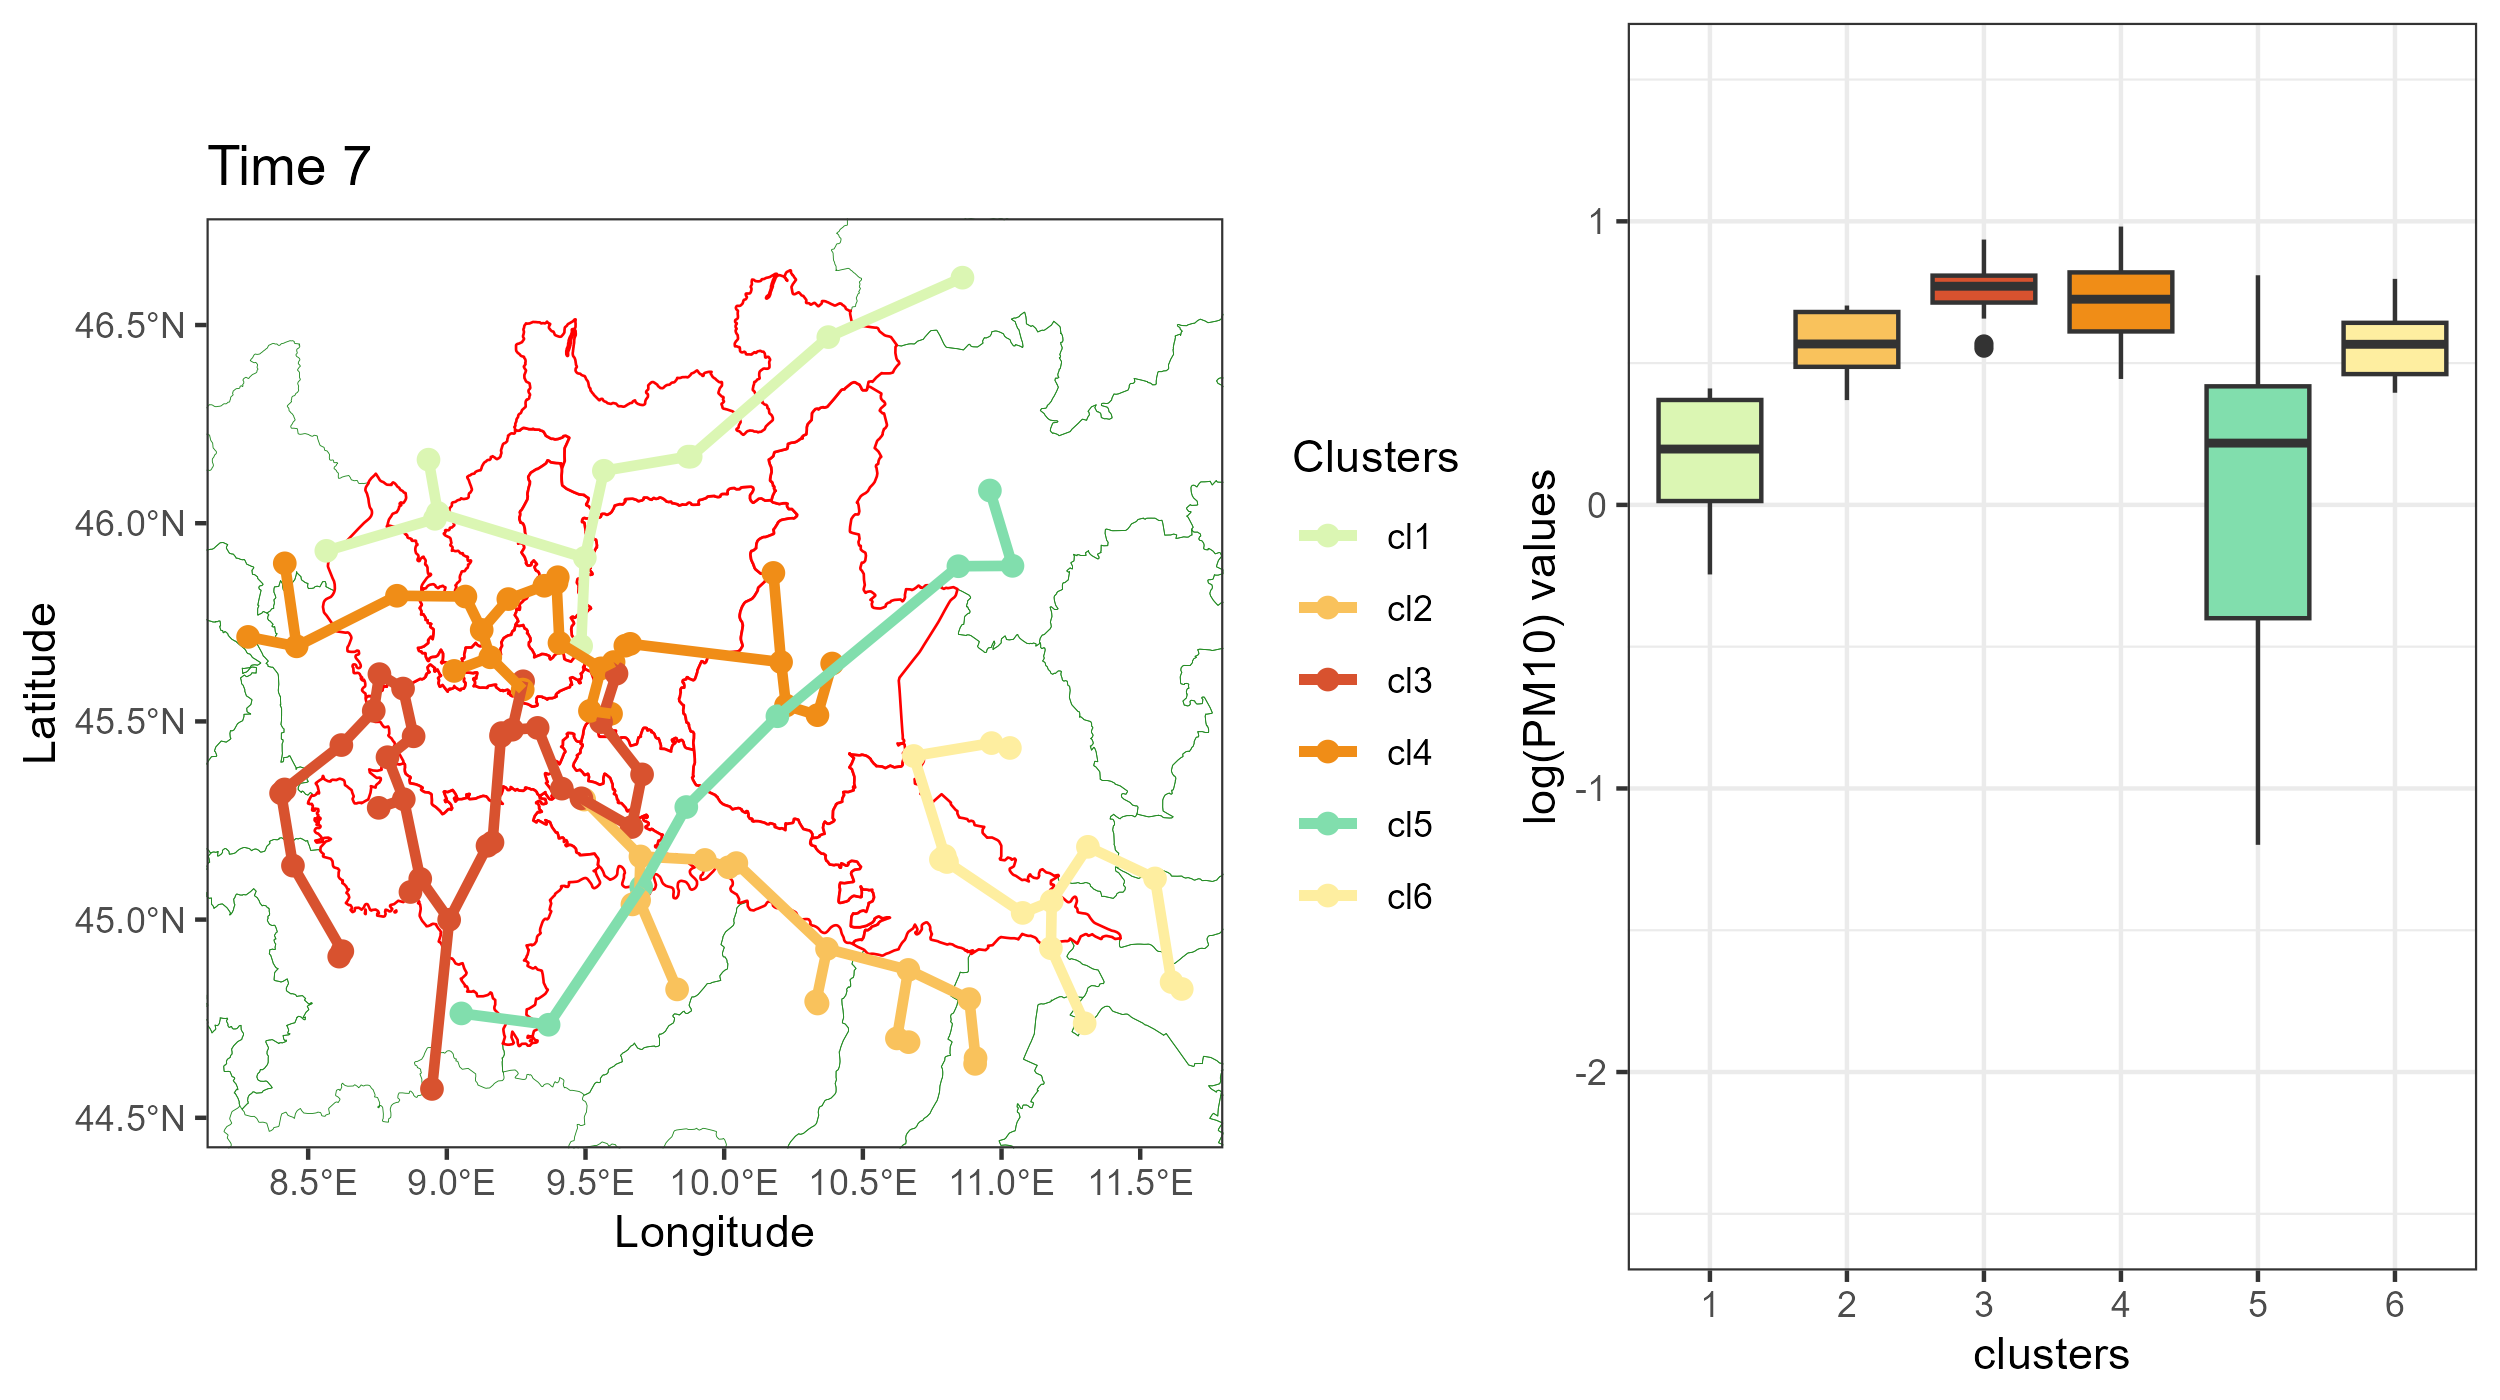 Time 7
Latitude
46.5°N
46.0°N
45.5°N
45.0°N
44.5°N
8.5°E 9.0°E 9.5°E 10.0°E 10.5°E 11.0°E 11.5°E
Longitude
Clusters
cl1
cl2
cl3
cl4
cl5
cl6
log(PM10) values
1
0
-1
-2
1 2 3 4 5 6
clusters